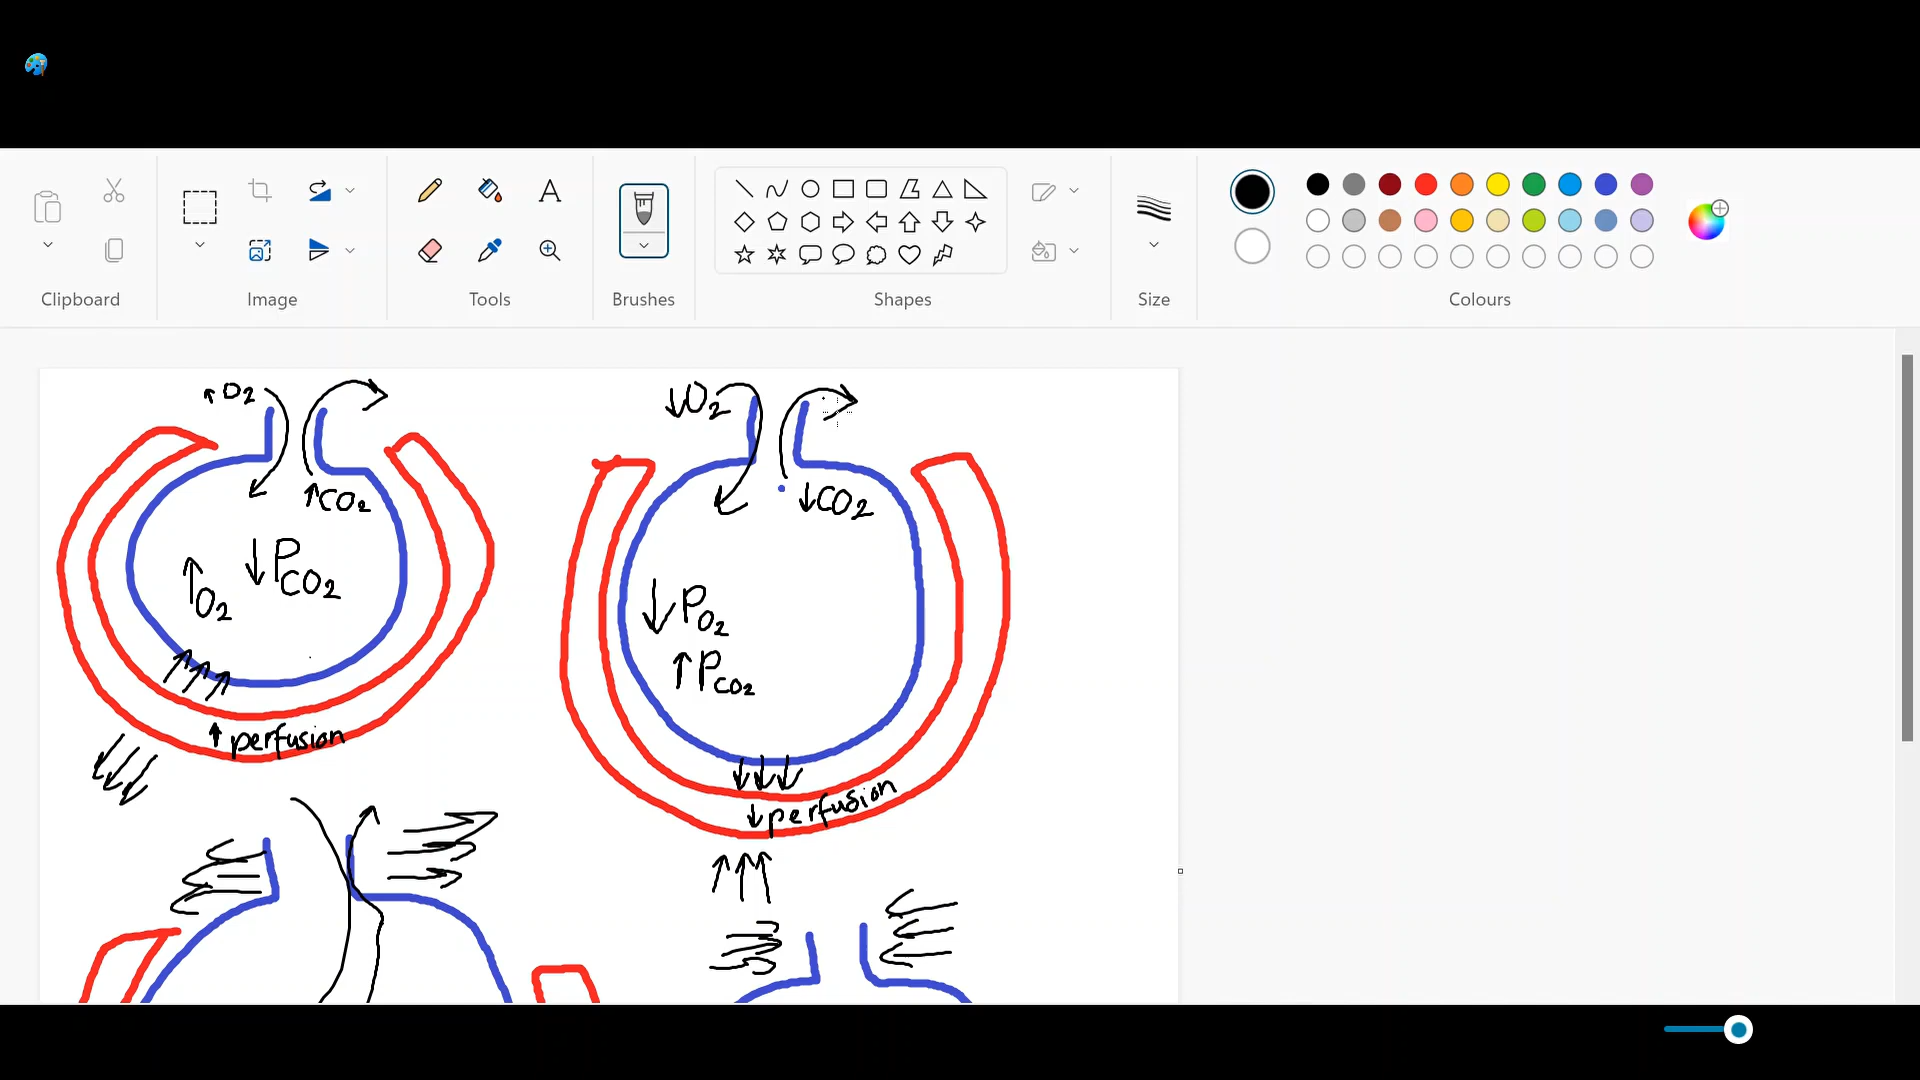 Clipboard
Image
Tools
Brushes
Shapes
Size
Colours
↑O₂
↑CO₂
↓PCO₂
↑O₂
↑perfusion
↓O₂
↓CO₂
↓PO₂
↑PCO₂
↓perfusion